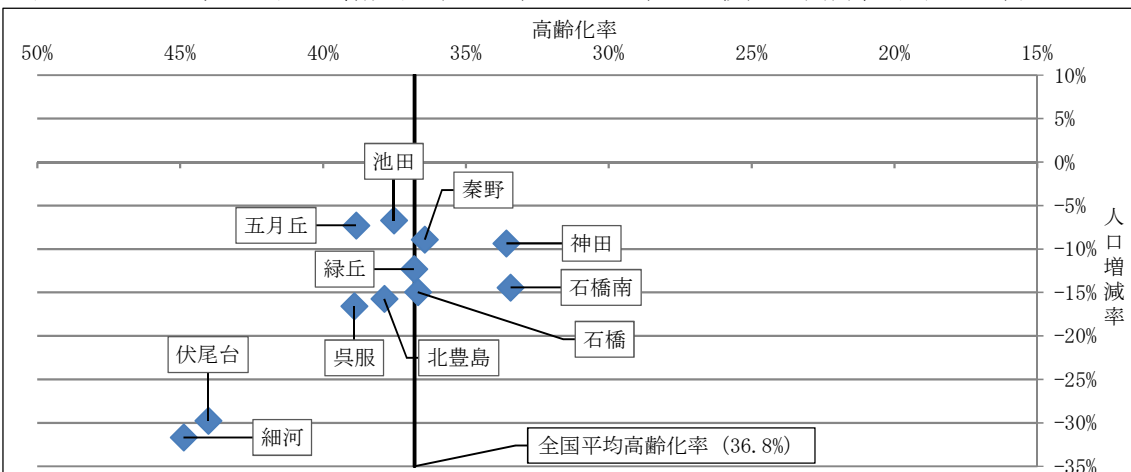 高齢化率
50%
45%
40%
35%
30%
25%
20%
15%
10%
5%
0%
-5%
-10%
-15%
-20%
-25%
-30%
-35%
人口増減率
池田
秦野
五月丘
神田
緑丘
石橋南
石橋
伏尾台
呉服
北豊島
細河
全国平均高齢化率 (36.8%)